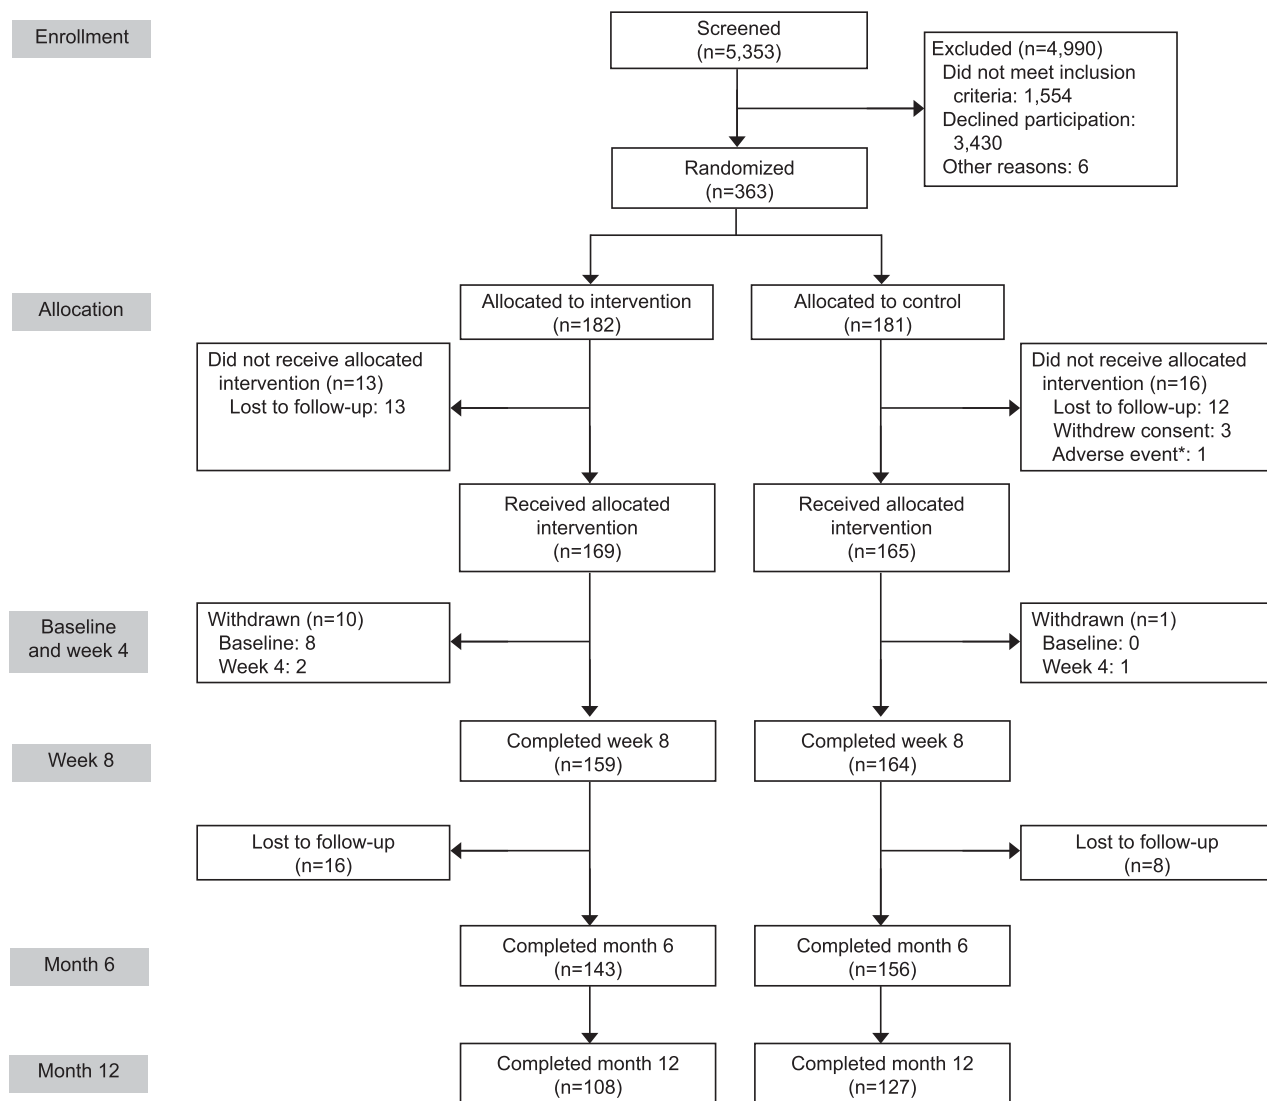 Enrollment
Screened
(n=5,353)
Excluded (n=4,990)
Did not meet inclusion
criteria: 1,554
Declined participation:
3,430
Other reasons: 6
Randomized
(n=363)
Allocation
Allocated to intervention
(n=182)
Allocated to control
(n=181)
Did not receive allocated
intervention (n=13)
Lost to follow-up: 13
Did not receive allocated
intervention (n=16)
Lost to follow-up: 12
Withdrew consent: 3
Adverse event*: 1
Received allocated
intervention
(n=169)
Received allocated
intervention
(n=165)
Baseline
and week 4
Withdrawn (n=10)
Baseline: 8
Week 4: 2
Withdrawn (n=1)
Baseline: 0
Week 4: 1
Week 8
Completed week 8
(n=159)
Completed week 8
(n=164)
Lost to follow-up
(n=16)
Lost to follow-up
(n=8)
Month 6
Completed month 6
(n=143)
Completed month 6
(n=156)
Month 12
Completed month 12
(n=108)
Completed month 12
(n=127)